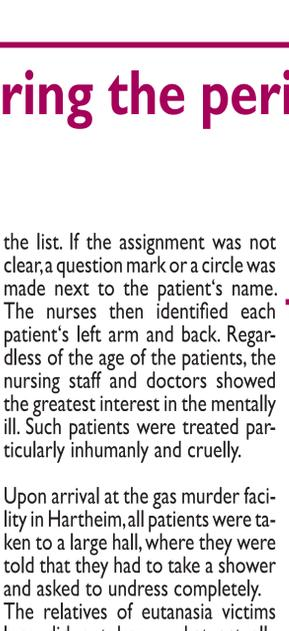 ring the peri
the list. If the assignment was not
clear, a question mark or a circle was
made next to the patient‘s name.
The nurses then identified each
patient‘s left arm and back. Regar-
dless of the age of the patients, the
nursing staff and doctors showed
the greatest interest in the mentally
ill. Such patients were treated par-
ticularly inhumanly and cruelly.
Upon arrival at the gas murder faci-
lity in Hartheim, all patients were ta-
ken to a large hall, where they were
told that they had to take a shower
and asked to undress completely.
The relatives of eutanasia victims